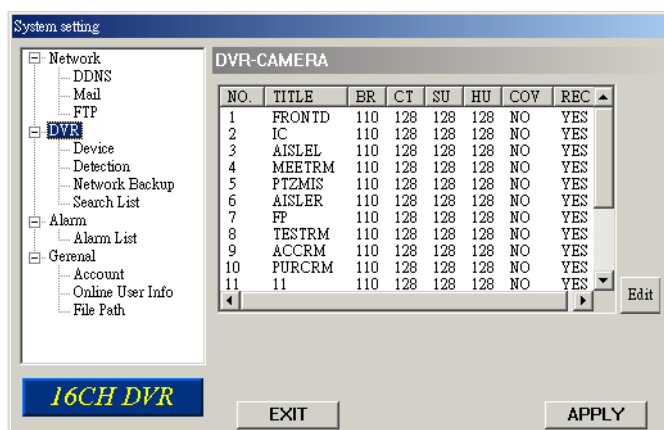 System setting
Network
DDNS
Mail
FTP
DVR
Device
Detection
Network Backup
Search List
Alarm
Alarm List
Gerenal
Account
Online User Info
File Path
16CH DVR
DVR-CAMERA
NO. TITLE BR CT SU HU COV REC
1 FRONTD 110 128 128 128 NO YES
2 IC 110 128 128 128 NO YES
3 AISLEL 110 128 128 128 NO YES
4 MEETRM 110 128 128 128 NO YES
5 PTZMIS 110 128 128 128 NO YES
6 AISLER 110 128 128 128 NO YES
7 FP 110 128 128 128 NO YES
8 TESTRM 110 128 128 128 NO YES
9 ACCRM 110 128 128 128 NO YES
10 PURCRM 110 128 128 128 NO YES
11 11 110 128 128 128 NO YES
Edit
EXIT
APPLY